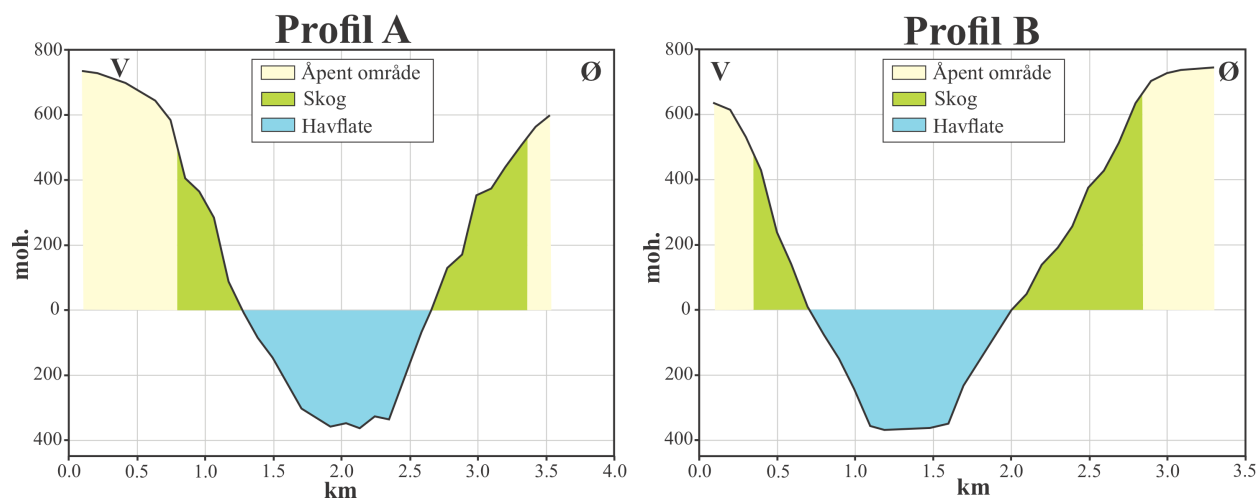 Profil A
V
Ø
Åpent område
Skog
Havflate
800
600
400
200
0
200
400
moh.
0.0 0.5 1.0 1.5 2.0 2.5 3.0 3.5 4.0
km
Profil B
V
Ø
Åpent område
Skog
Havflate
800
600
400
200
0
200
400
moh.
0.0 0.5 1.0 1.5 2.0 2.5 3.0 3.5
km